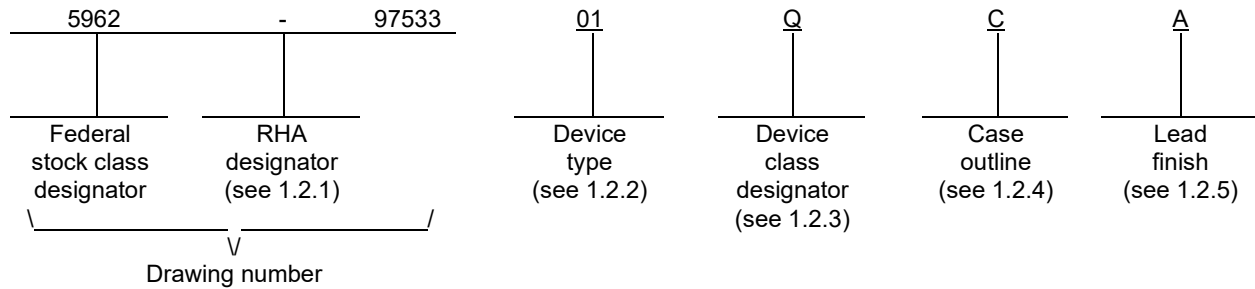 5962 - 97533 01 Q C A
Federal stock class designator
RHA designator (see 1.2.1)
Device type (see 1.2.2)
Device class designator (see 1.2.3)
Case outline (see 1.2.4)
Lead finish (see 1.2.5)
\ /
\/
Drawing number